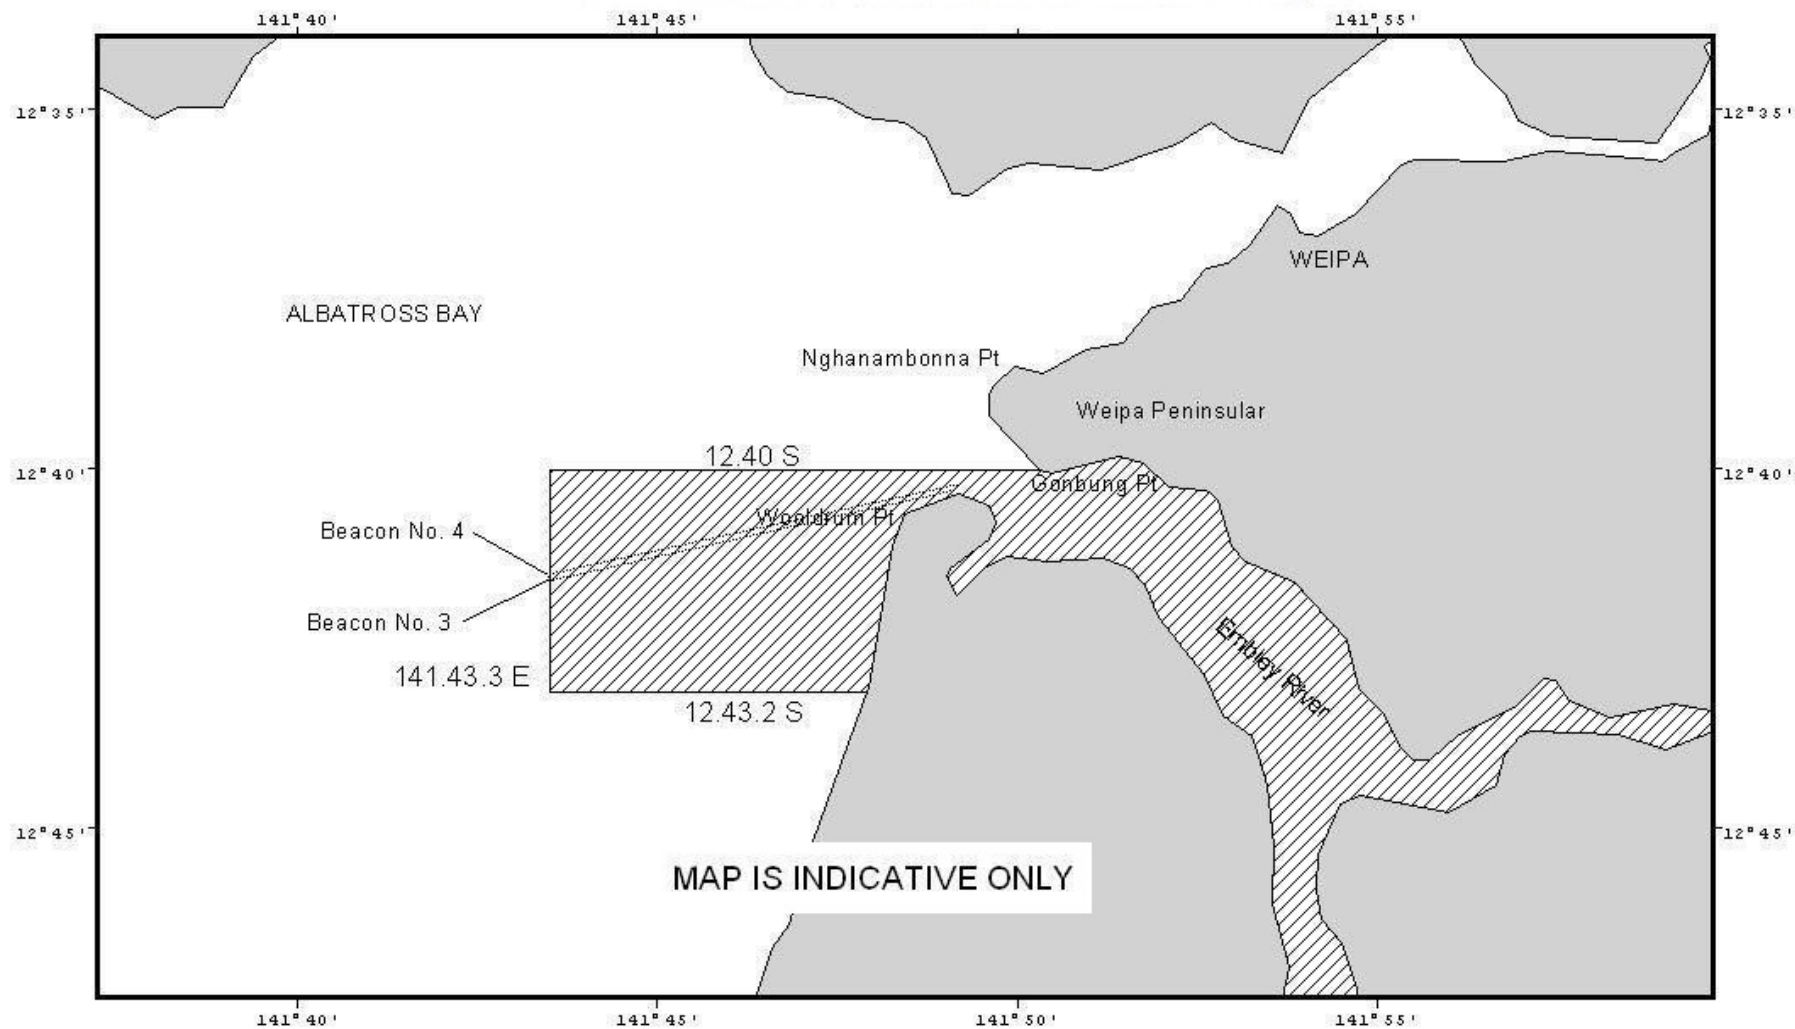 141°40' 141°45' 141°55'
12°35' 12°35'
WEIPA
ALBATROSS BAY
Nghanambonna Pt
Weipa Peninsular
12.40 S
12°40' 12°40'
Gonbung Pt
Wooldrum Pt
Beacon No. 4
Beacon No. 3
Embley River
141.43.3 E
12.43.2 S
12°45' 12°45'
MAP IS INDICATIVE ONLY
141°40' 141°45' 141°50' 141°55'